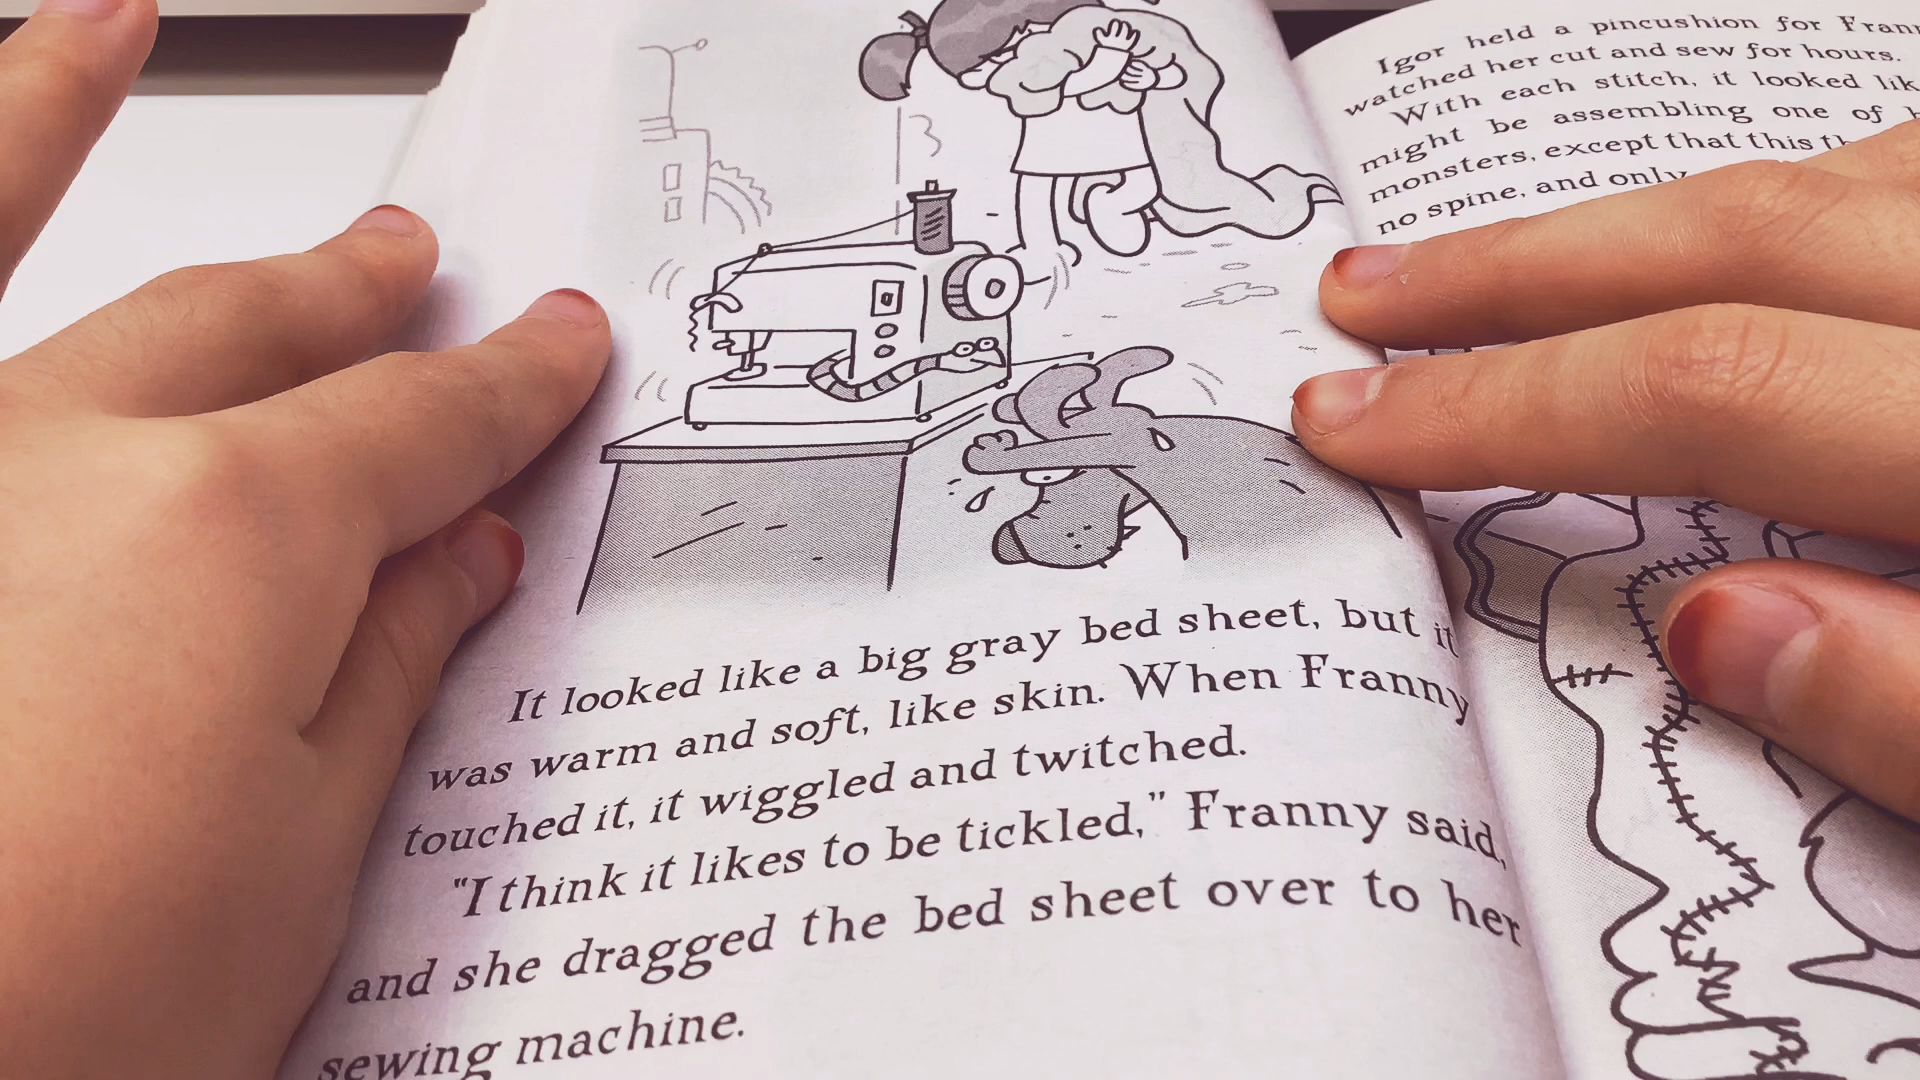 It looked like a big gray bed sheet, but it
was warm and soft, like skin. When Franny
touched it, it wiggled and twitched.
"I think it likes to be tickled," Franny said,
and she dragged the bed sheet over to her
sewing machine.
Igor held a pincushion for
watched her cut and sew for hours.
With each stitch, it looked
might be assembling one of
monsters, except that this
no spine, and only